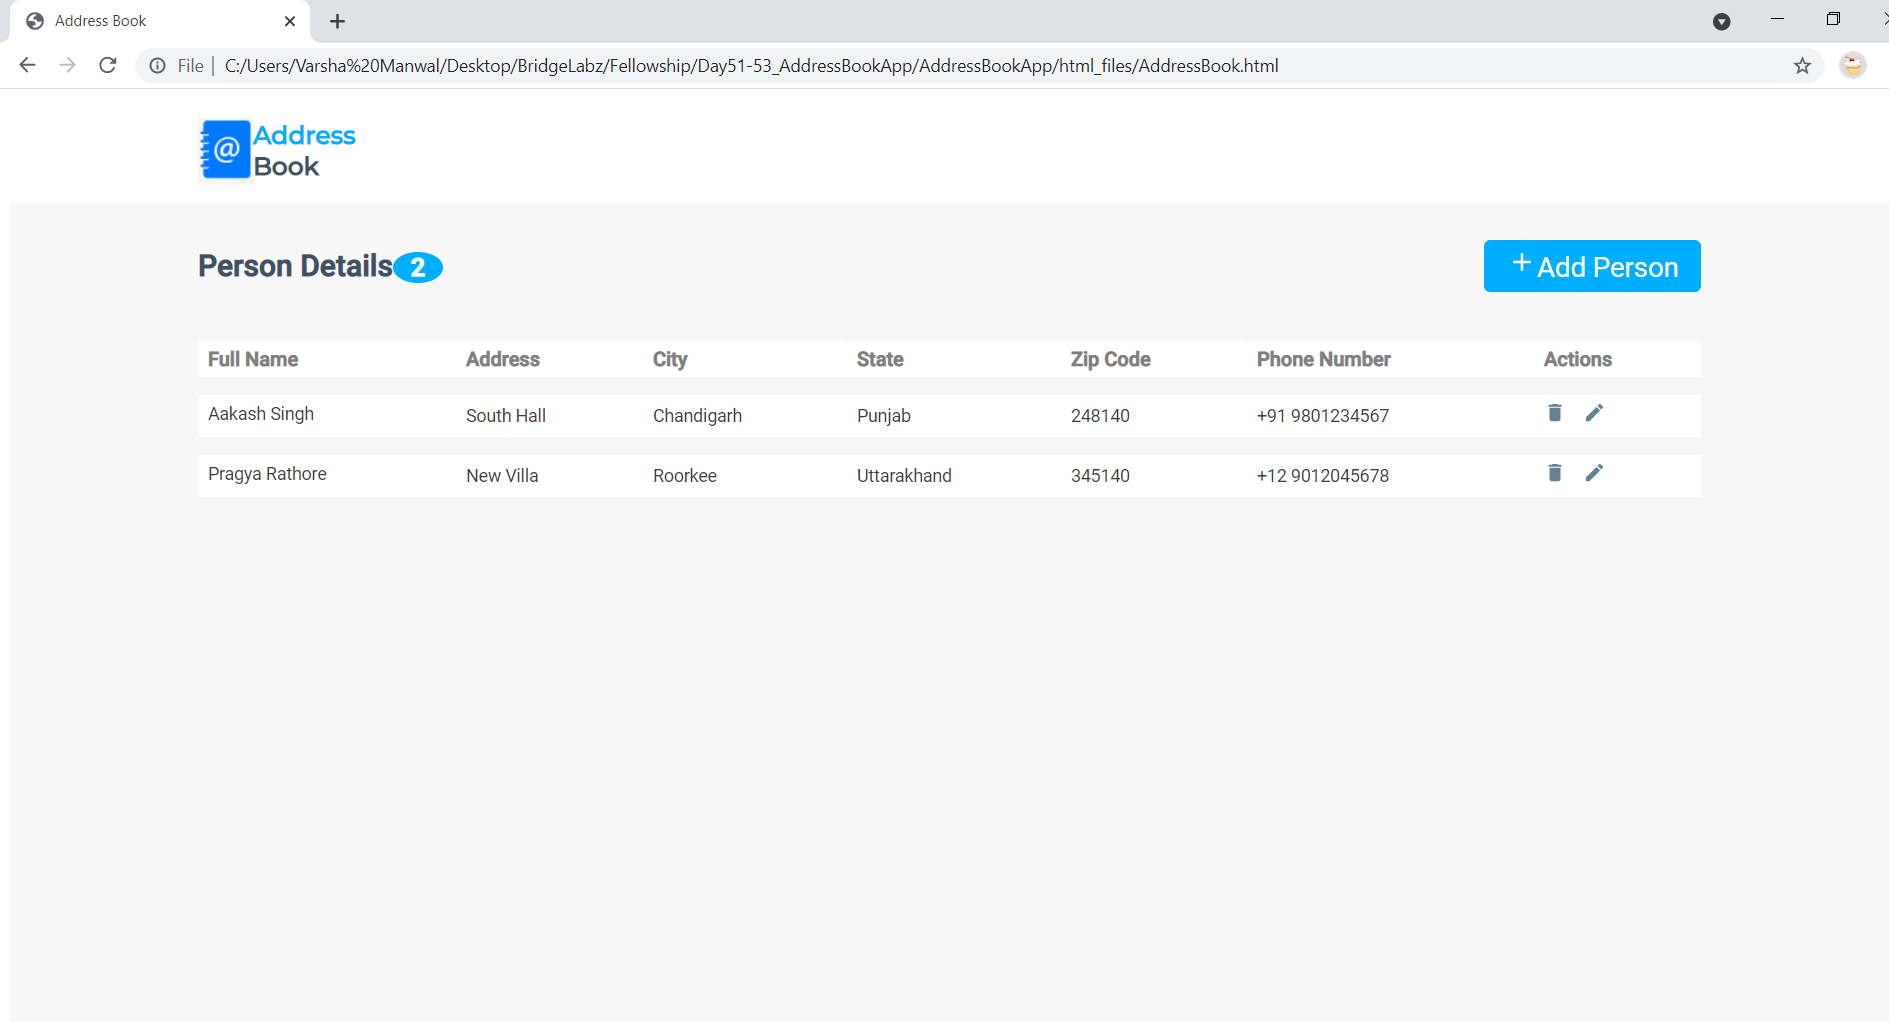 Address Book
File | C:/Users/Varsha%20Manwal/Desktop/BridgeLabz/Fellowship/Day51-53_AddressBookApp/AddressBookApp/html_files/AddressBook.html
@ Address
Book
Person Details 2
+ Add Person
Full Name Address City State Zip Code Phone Number Actions
Aakash Singh South Hall Chandigarh Punjab 248140 +91 9801234567
Pragya Rathore New Villa Roorkee Uttarakhand 345140 +12 9012045678